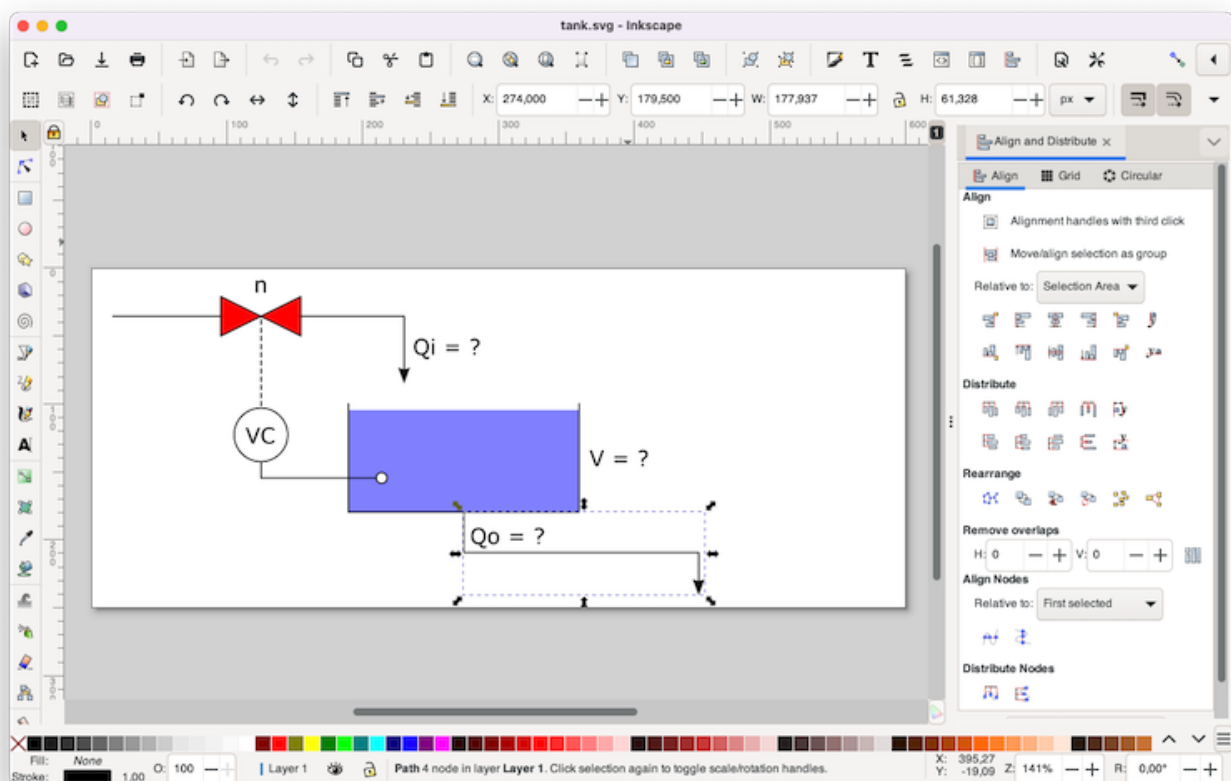 tank.svg - Inkscape
X: 274,000 Y: 179,500 W: 177,937 H: 61,328 px
0 100 200 300 400 500 600
1
Align and Distribute
Align Grid Circular
Align
Alignment handles with third click
Move/align selection as group
Relative to: Selection Area
Distribute
Rearrange
Remove overlaps
H: 0 V: 0
Align Nodes
Relative to: First selected
Distribute Nodes
n
Qi = ?
VC
V = ?
Qo = ?
Fill: None
Stroke: 1.00
O: 100
Layer 1
Path 4 node in layer Layer 1. Click selection again to toggle scale/rotation handles.
X: 395,27
Y: -19,09
Z: 141%
R: 0,00°